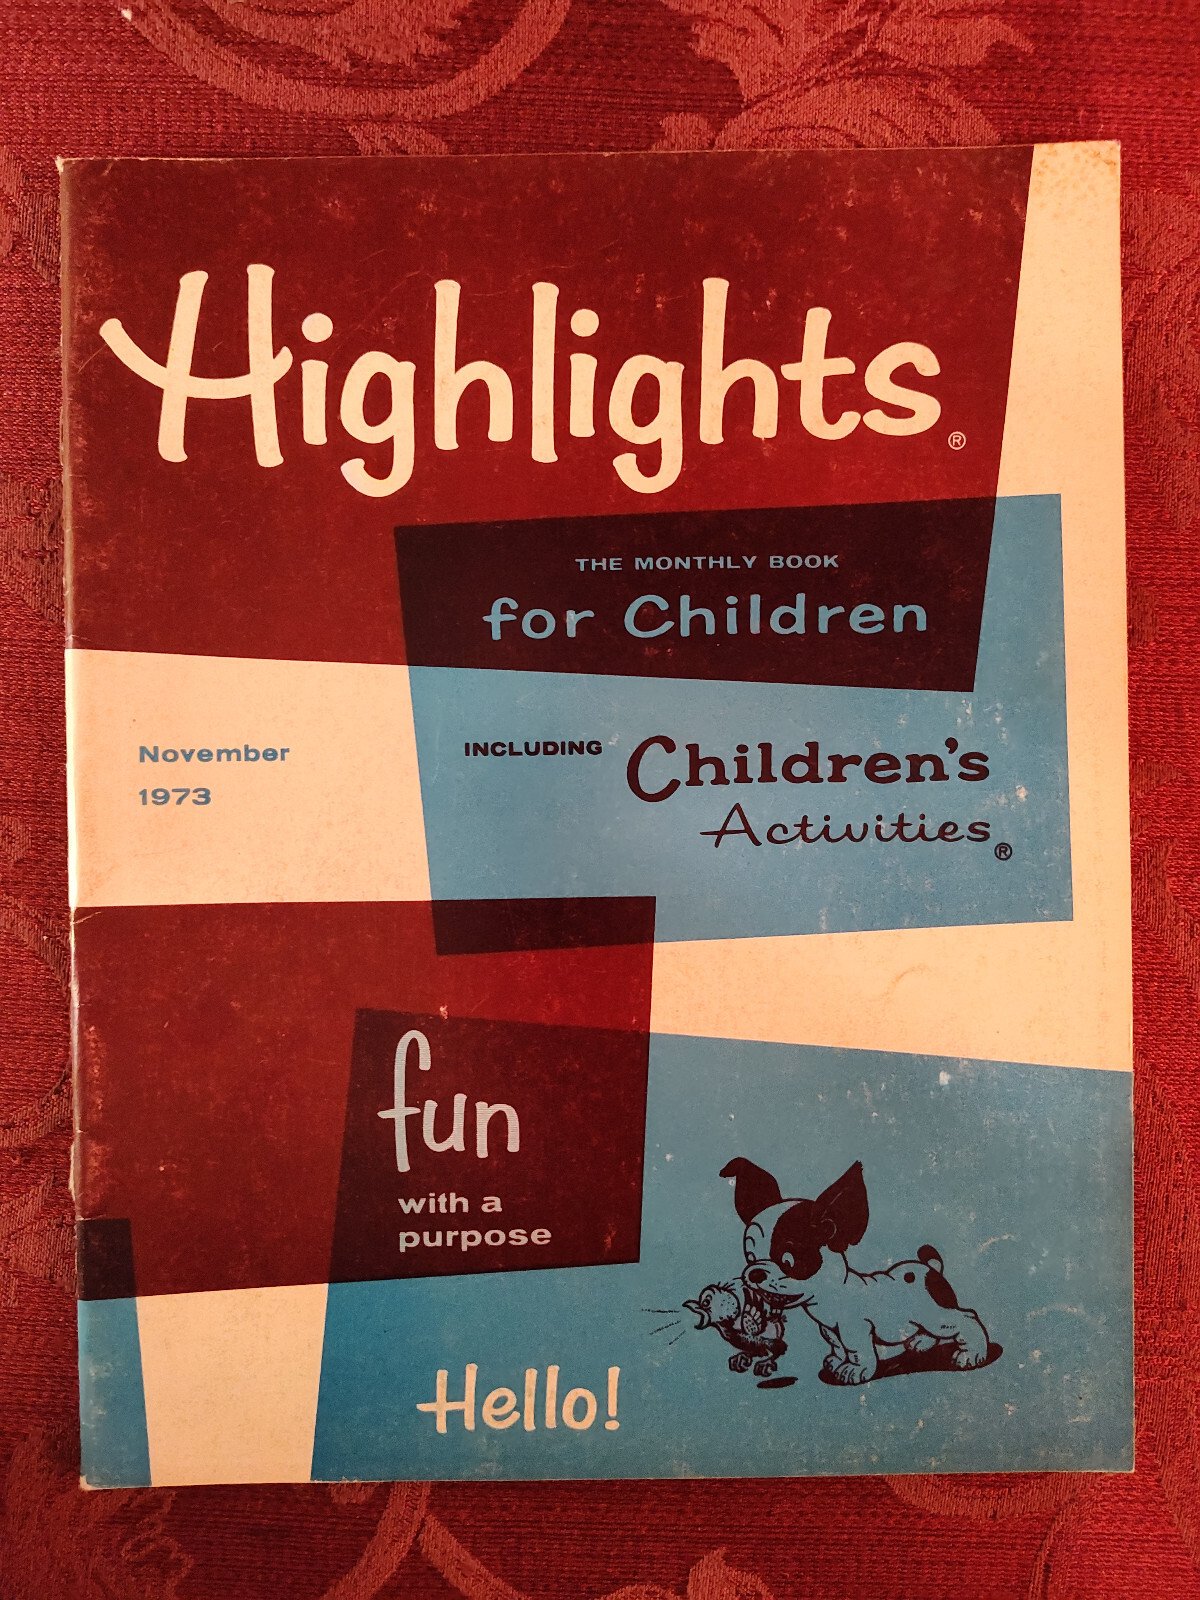 Highlights®
THE MONTHLY BOOK
for Children
November
1973
INCLUDING Children's
Activities®
fun
with a
purpose
Hello!